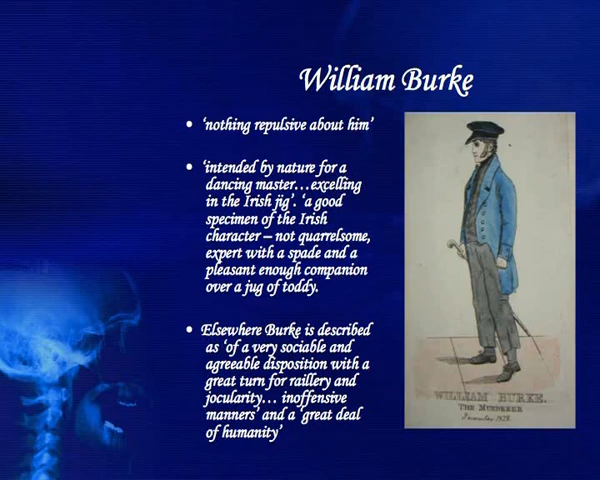 William Burke
• ‘nothing repulsive about him’
• ‘intended by nature for a
dancing master…excelling
in the Irish jig’. ‘a good
specimen of the Irish
character – not quarrelsome,
expert with a spade and a
pleasant enough companion
over a jug of toddy.
• Elsewhere Burke is described
as ‘of a very sociable and
agreeable disposition with a
great turn for raillery and
jocularity… inoffensive
manners’ and a ‘great deal
of humanity’
WILLIAM BURKE.
THE MURDERER
December 1828.